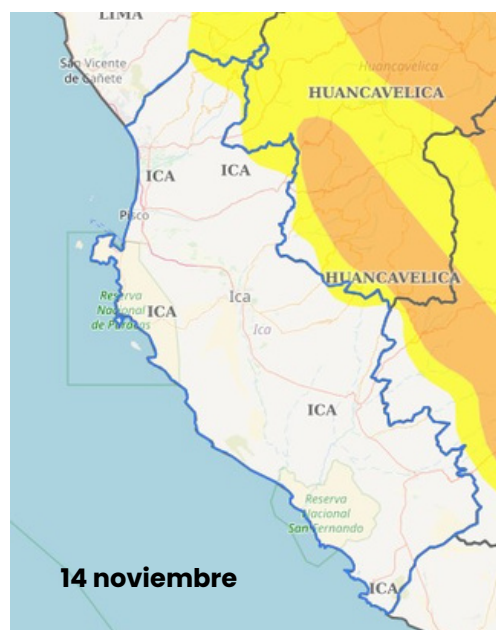 LIMA
San Vicente
de Cañete
Huancavelica
HUANCAVELICA
ICA
ICA
Pisco
HUANCAVELICA
Reserva
Nacional
de Paracas
ICA
Ica
Ica
ICA
Reserva
Nacional
San Fernando
14 noviembre
ICA